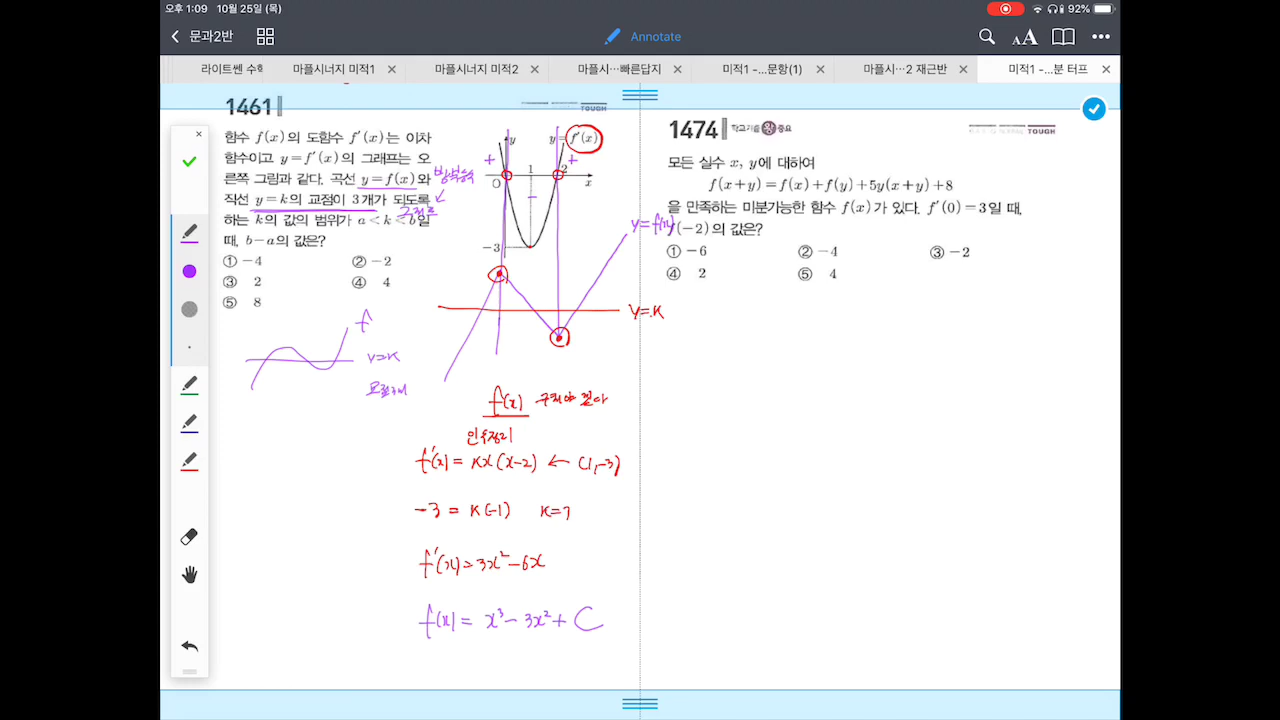 오후 1:09 10월 25일 (목)
92%
문과2반
Annotate
AA
라이트쎈 수학
마플시너지 미적1
마플시너지 미적2
마플시…빠른답지
미적1 -…문항(1)
마플시…2 재근반
미적1 -…분 터프
1461
TOUGH
함수 f(x)의 도함수 f′(x)는 이차
함수이고 y=f′(x)의 그래프는 오
른쪽 그림과 같다. 곡선 y=f(x)와
직선 y=k의 교점이 3개가 되도록
하는 k의 값의 범위가 a<k<b일
때, b−a의 값은?
① −4
② −2
③ 2
④ 4
⑤ 8
y
y=f′(x)
+
+
O
1
2
x
−
−3
y=f(x)
y=k
f
y=k
f(x) 구해야 한다
인수정리
f′(x) = kx(x−2) ← (1,−3)
−3 = k(−1) k=3
f′(x)=3x²−6x
f(x) = x³−3x²+C
1474
학교기출 왕중요
TOUGH
모든 실수 x, y에 대하여
f(x+y)=f(x)+f(y)+5y(x+y)+8
을 만족하는 미분가능한 함수 f(x)가 있다. f′(0)=3일 때,
(−2)의 값은?
① −6
② −4
③ −2
④ 2
⑤ 4